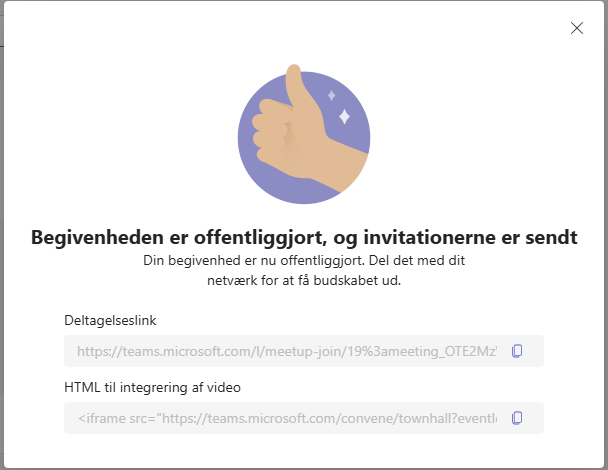 Begivenheden er offentliggjort, og invitationerne er sendt
Din begivenhed er nu offentliggjort. Del det med dit
netværk for at få budskabet ud.
Deltagelseslink
https://teams.microsoft.com/l/meetup-join/19%3ameeting_OTE2Mz
HTML til integrering af video
<iframe src="https://teams.microsoft.com/convene/townhall?eventI